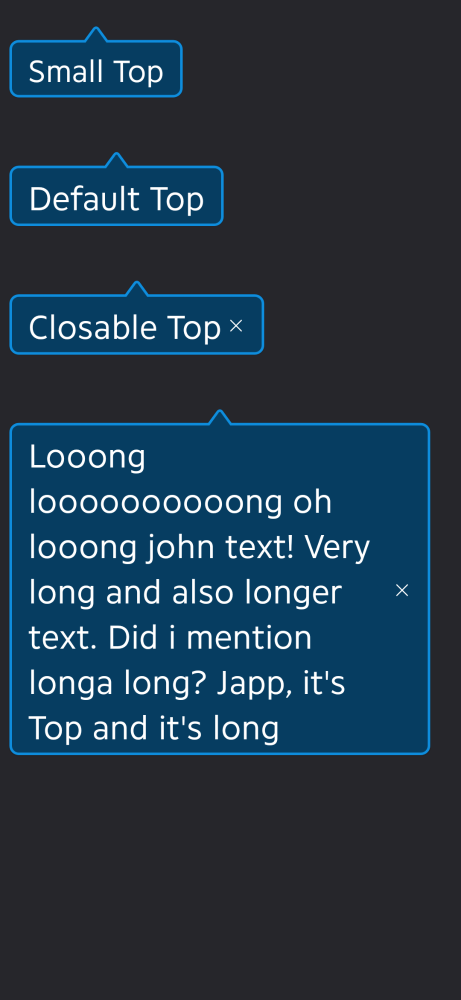 Small Top
Default Top
Closable Top ×
Looong
loooooooooong oh
looong john text! Very
long and also longer
text. Did i mention
longa long? Japp, it's
Top and it's long